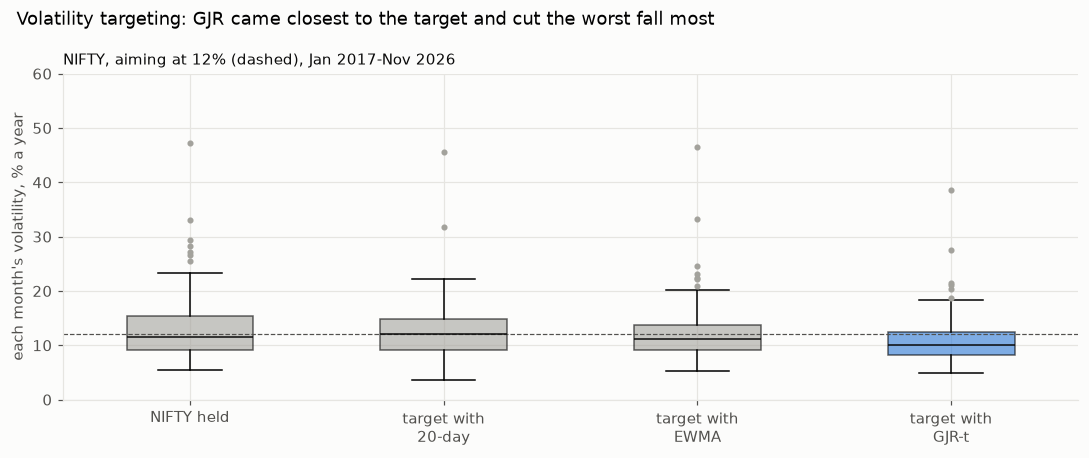 Volatility targeting: GJR came closest to the target and cut the worst fall most
NIFTY, aiming at 12% (dashed), Jan 2017-Nov 2026
each month's volatility, % a year
60
50
40
30
20
10
0
NIFTY held
target with
20-day
target with
EWMA
target with
GJR-t